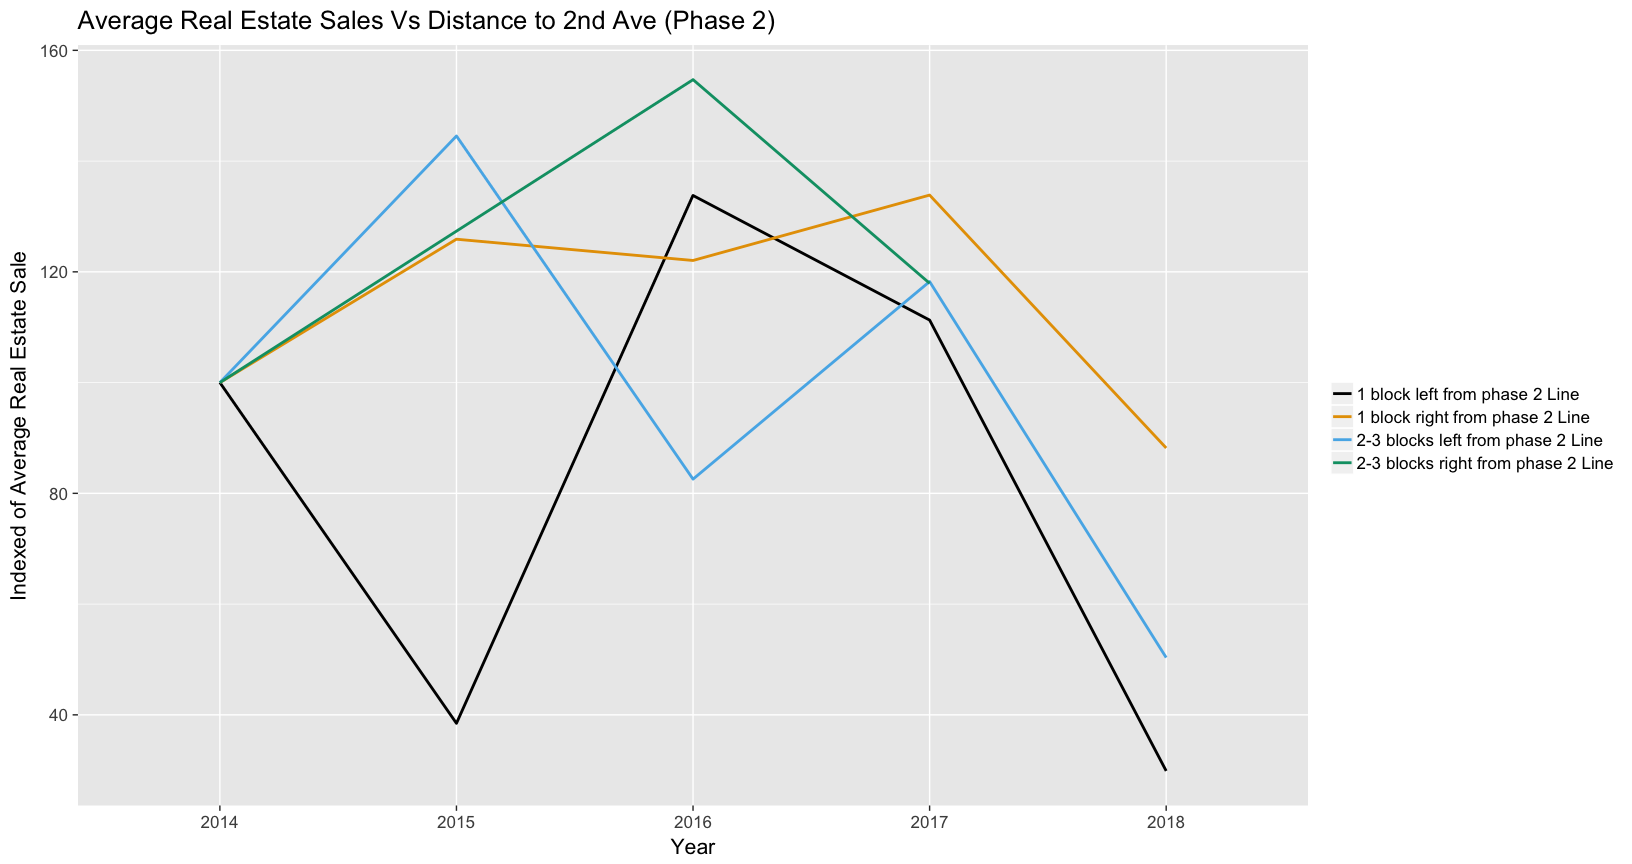 Average Real Estate Sales Vs Distance to 2nd Ave (Phase 2)
Indexed of Average Real Estate Sale
160
120
80
40
2014 2015 2016 2017 2018
Year
1 block left from phase 2 Line
1 block right from phase 2 Line
2-3 blocks left from phase 2 Line
2-3 blocks right from phase 2 Line